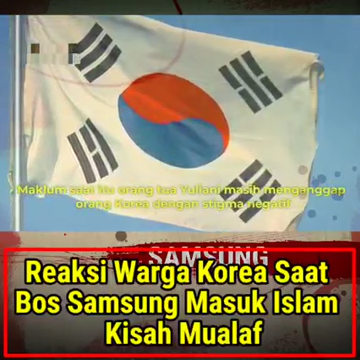 Maklum saat itu orang tua Yuliani masih menganggap
orang Korea dengan stigma negatif
SAMSUNG
Reaksi Warga Korea Saat
Bos Samsung Masuk Islam
Kisah Mualaf